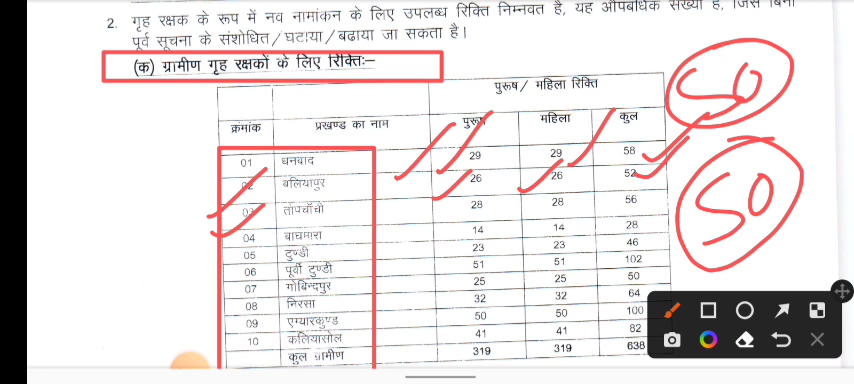 2. गृह रक्षक के रूप में नव नामांकन के लिए उपलब्ध रिक्ति निम्नवत है, यह औपबंधिक संख्या है, जिसे बिना
पूर्व सूचना के संशोधित/घटाया/बढाया जा सकता है।
(क) ग्रामीण गृह रक्षकों के लिए रिक्तिः–
पुरूष/ महिला रिक्ति
क्रमांक प्रखण्ड का नाम पुरूष महिला कुल
01 धनबाद 29 29 58
02 बलियापुर 26 26 52
03 तोपचाँची 28 28 56
04 बाघमारा 14 14 28
05 टुण्डी 23 23 46
06 पूर्वी टुण्डी 51 51 102
07 गोबिन्दपुर 25 25 50
08 निरसा 32 32 64
09 एग्यारकुण्ड 50 50 100
10 कलियासोल 41 41 82
कुल ग्रामीण 319 319 638
50
50